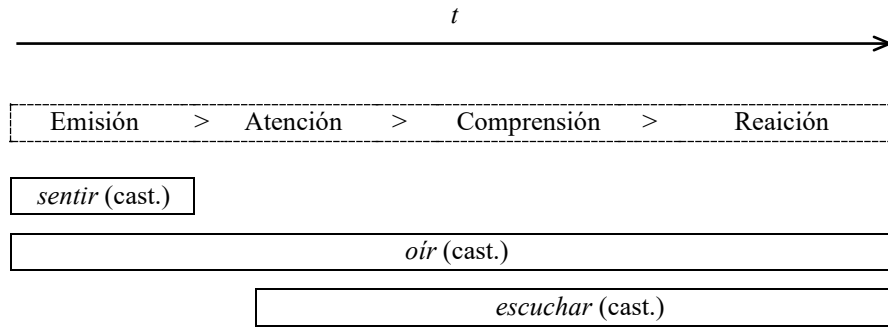 t
Emisión > Atención > Comprensión > Reaición
sentir (cast.)
oír (cast.)
escuchar (cast.)